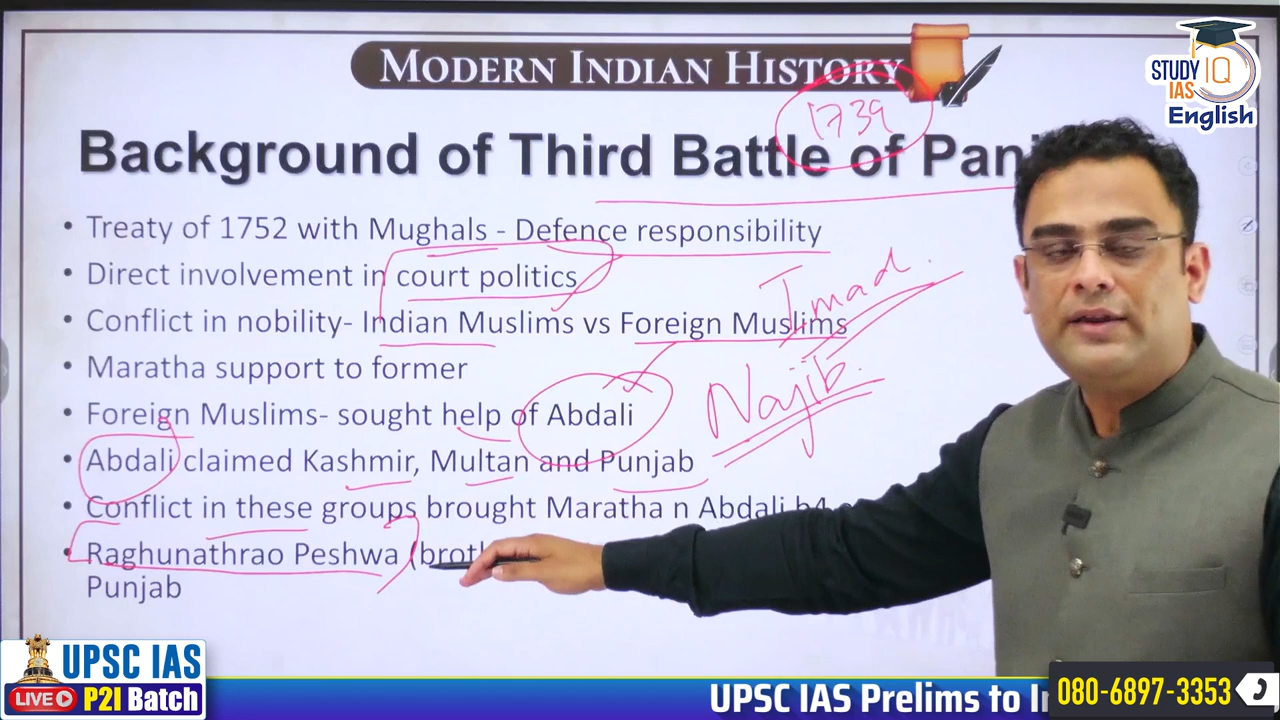 MODERN INDIAN HISTORY
STUDY IQ
IAS
English
1739
Background of Third Battle of
• Treaty of 1752 with Mughals - Defence responsibility
• Direct involvement in court politics
Imad.
• Conflict in nobility- Indian Muslims vs Foreign Muslims
• Maratha support to former
Najib.
• Foreign Muslims- sought help of Abdali
• Abdali claimed Kashmir, Multan and Punjab
• Conflict in these groups brought Maratha n Abdali b4
• Raghunathrao Peshwa
Punjab
UPSC IAS
LIVE P2I Batch
UPSC IAS Prelims to
080-6897-3353